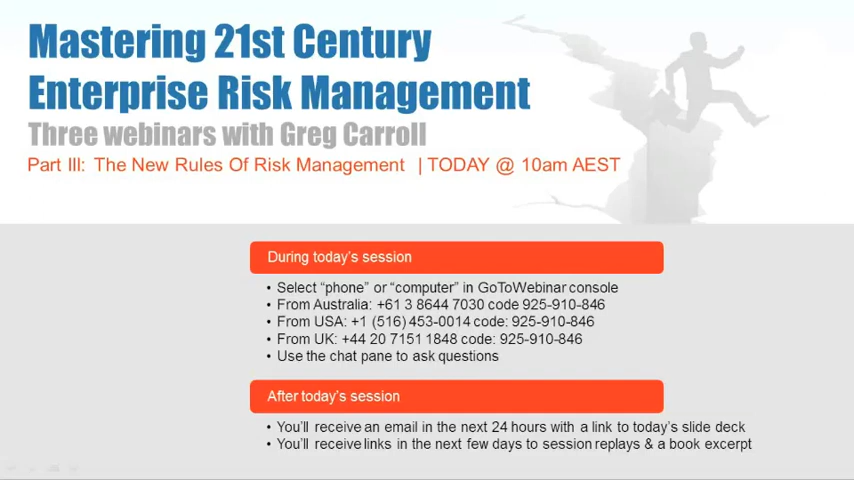 Mastering 21st Century
Enterprise Risk Management
Three webinars with Greg Carroll
Part III: The New Rules Of Risk Management | TODAY @ 10am AEST
During today's session
• Select "phone" or "computer" in GoToWebinar console
• From Australia: +61 3 8644 7030 code 925-910-846
• From USA: +1 (516) 453-0014 code: 925-910-846
• From UK: +44 20 7151 1848 code: 925-910-846
• Use the chat pane to ask questions
After today's session
• You'll receive an email in the next 24 hours with a link to today's slide deck
• You'll receive links in the next few days to session replays & a book excerpt